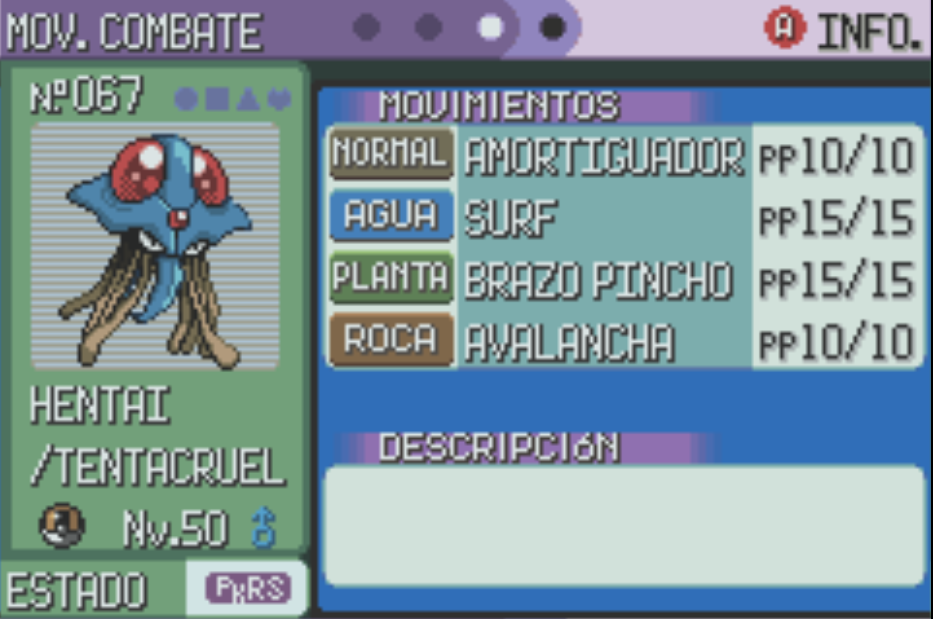 MOV. COMBATE
A INFO.
Nº067
MOVIMIENTOS
NORMAL AMORTIGUADOR PP10/10
AGUA SURF PP15/15
PLANTA BRAZO PINCHO PP15/15
ROCA AVALANCHA PP10/10
HENTAI
/TENTACRUEL
Nv.50 ♂
DESCRIPCIÓN
ESTADO PKRS